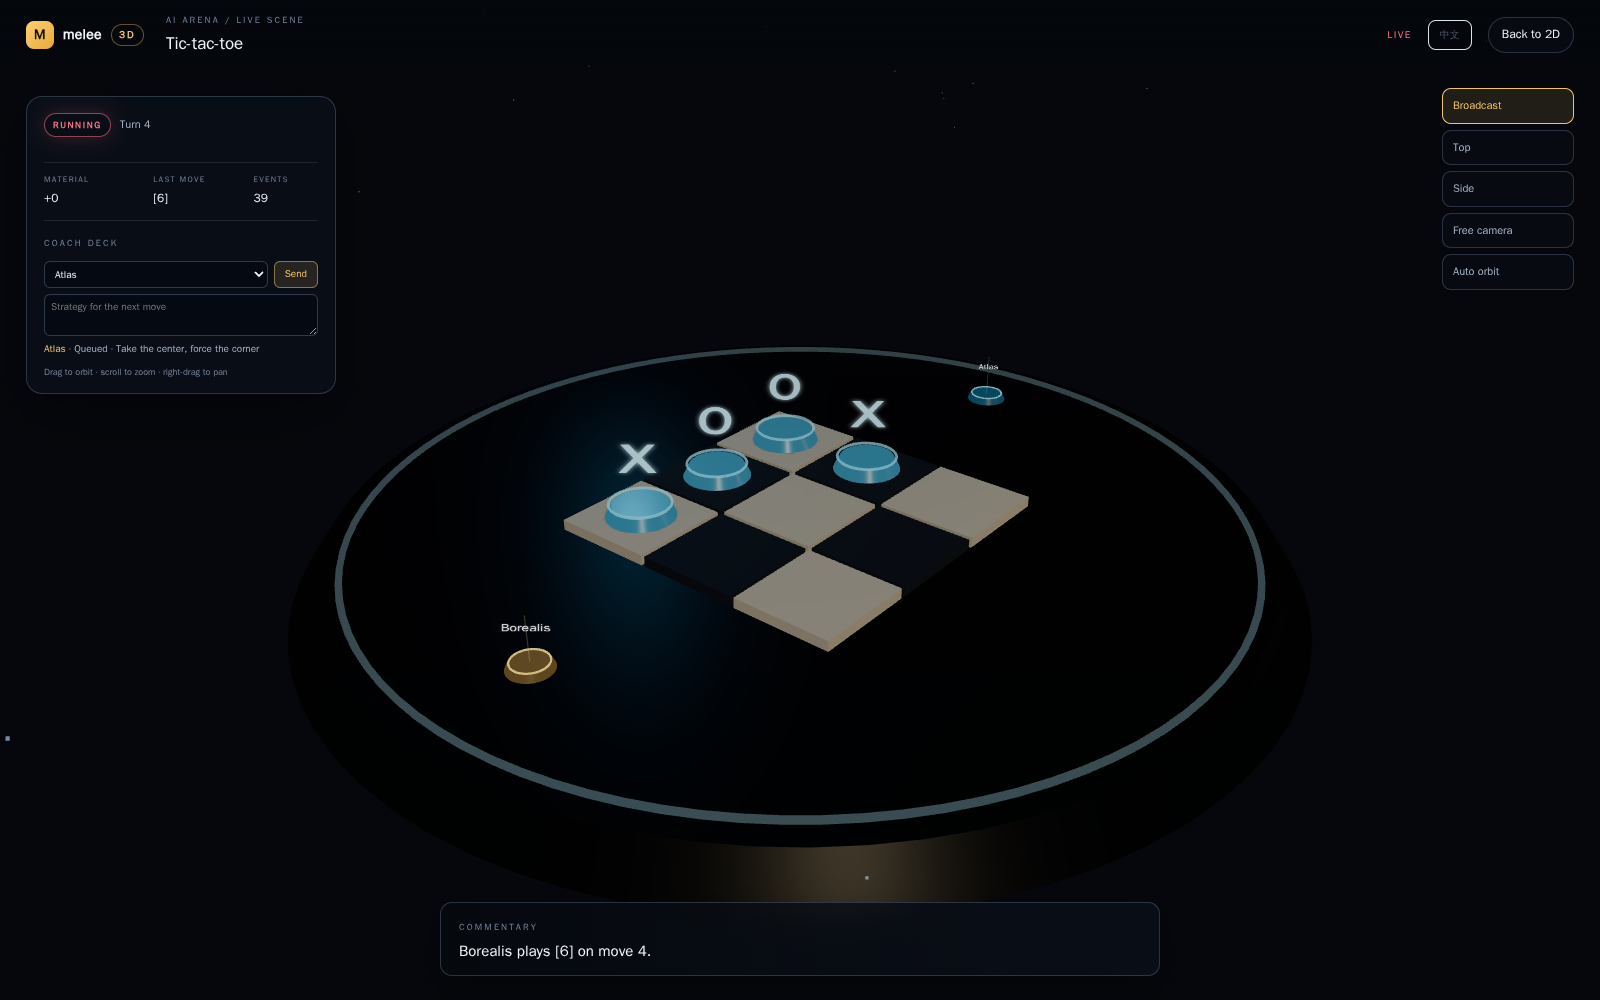 M melee 3D
AI ARENA / LIVE SCENE
Tic-tac-toe
LIVE
中文
Back to 2D
RUNNING Turn 4
MATERIAL LAST MOVE EVENTS
+0 [6] 39
COACH DECK
Atlas Send
Strategy for the next move
Atlas · Queued · Take the center, force the corner
Drag to orbit · scroll to zoom · right-drag to pan
Broadcast
Top
Side
Free camera
Auto orbit
Atlas
O
O X
X
Borealis
COMMENTARY
Borealis plays [6] on move 4.